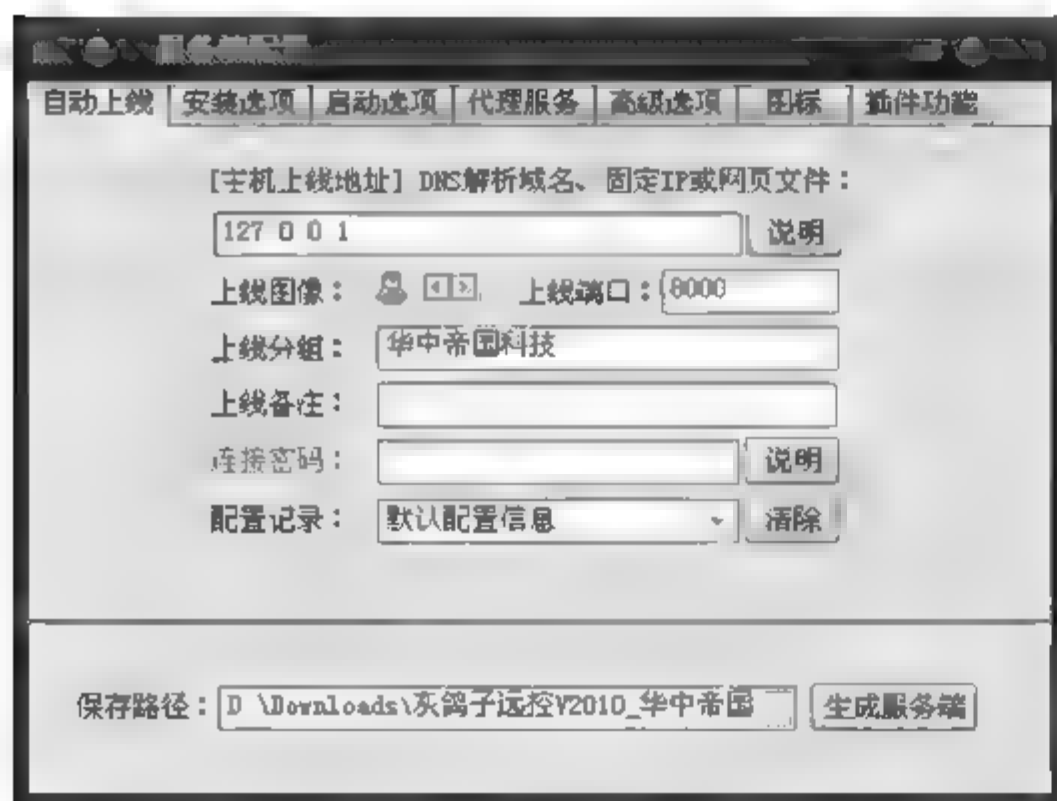 自动上线 安装选项 启动选项 代理服务 高级选项 图标 插件功能
[主机上线地址] DNS解析域名、固定IP或网页文件：
127 0 0 1 说明
上线图像： 上线端口：8000
上线分组： 华中帝国科技
上线备注：
连接密码： 说明
配置记录： 默认配置信息 清除
保存路径：D \Downloads\灰鸽子远控V2010_华中帝国 生成服务端